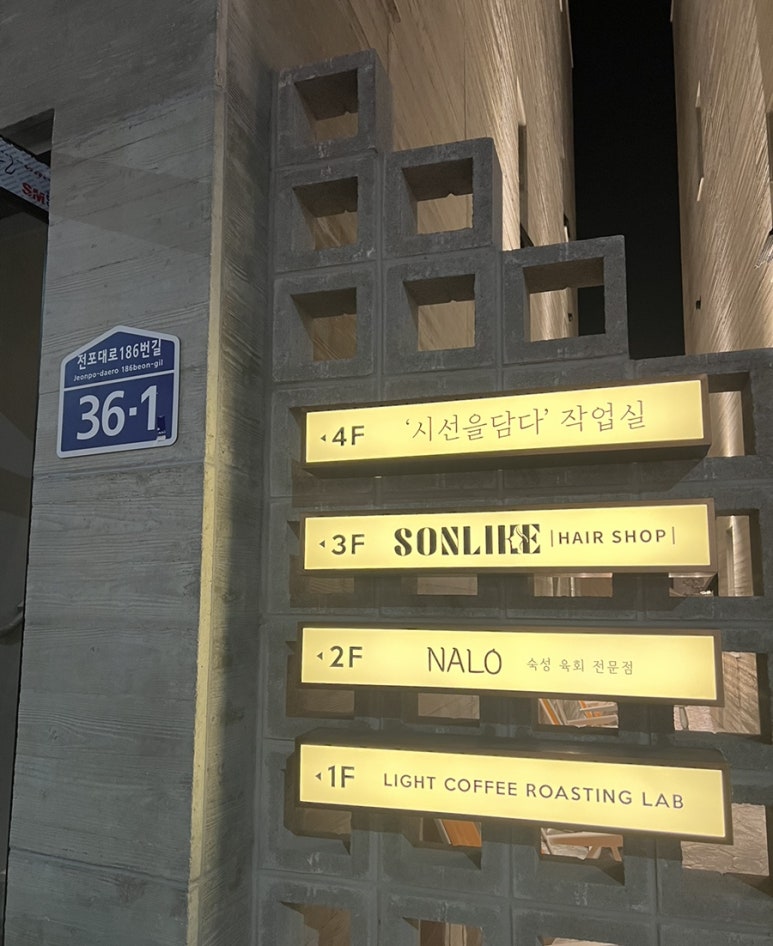 전포대로186번길
Jeonpo-daero 186beon-gil
36-1
4F '시선을담다' 작업실
3F SONLIKE |HAIR SHOP|
2F NALO 숙성 육회 전문점
1F LIGHT COFFEE ROASTING LAB